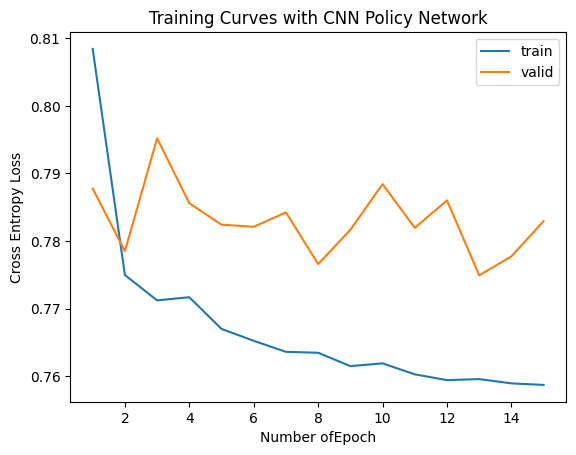 Training Curves with CNN Policy Network
train
valid
0.81
0.80
0.79
0.78
0.77
0.76
Cross Entropy Loss
2 4 6 8 10 12 14
Number ofEpoch